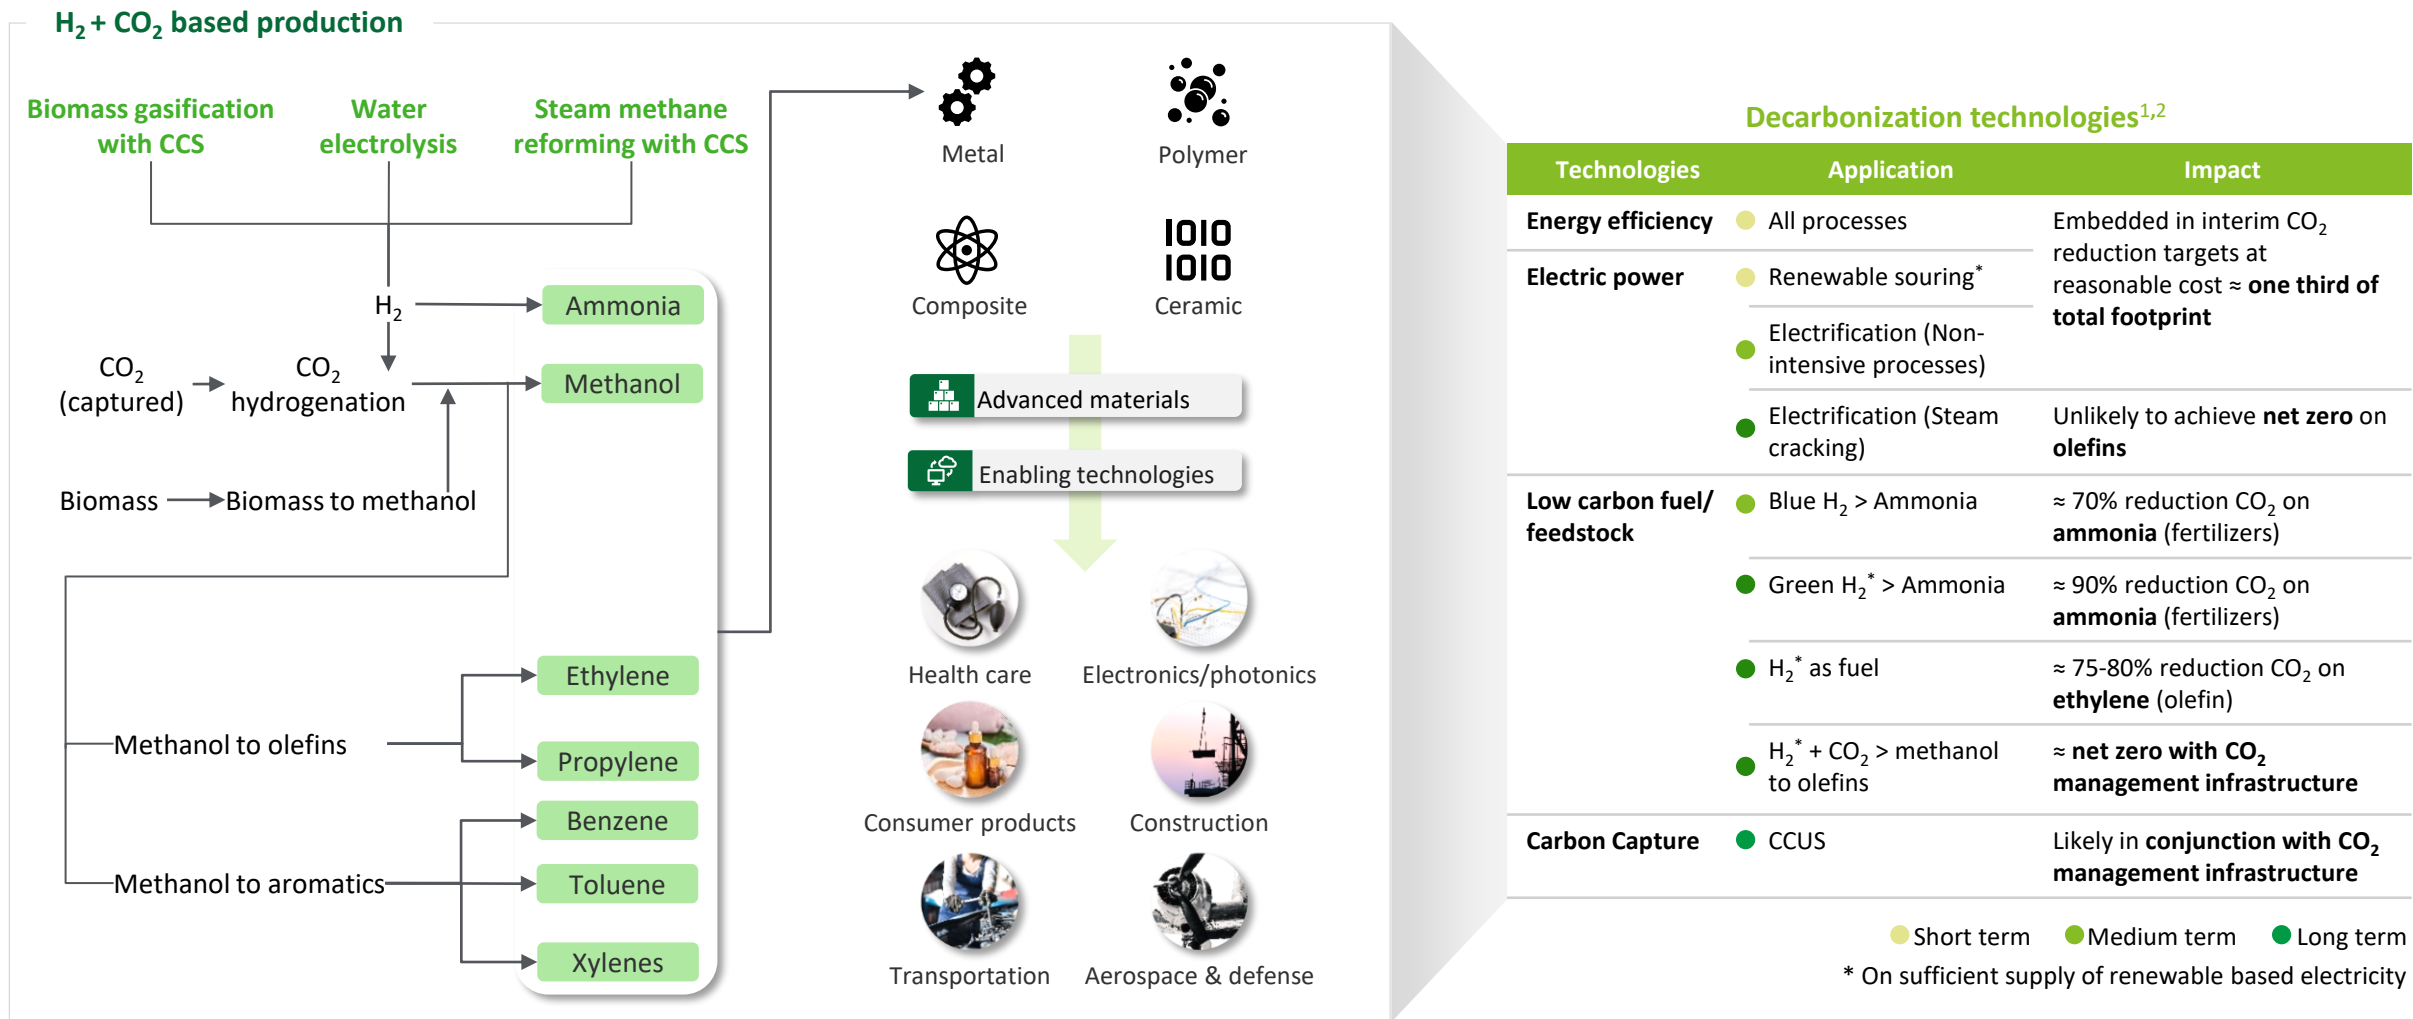 H₂ + CO₂ based production
Biomass gasification
with CCS
Water
electrolysis
Steam methane
reforming with CCS
H₂
Ammonia
CO₂
(captured)
CO₂
hydrogenation
Methanol
Biomass
Biomass to methanol
Methanol to olefins
Ethylene
Propylene
Methanol to aromatics
Benzene
Toluene
Xylenes
Metal
Polymer
IOIO
IOIO
Composite
Ceramic
Advanced materials
Enabling technologies
Health care
Electronics/photonics
Consumer products
Construction
Transportation
Aerospace & defense
Decarbonization technologies¹,²
Technologies
Application
Impact
Energy efficiency
All processes
Embedded in interim CO₂
reduction targets at
reasonable cost ≈ one third of
total footprint
Electric power
Renewable souring*
Electrification (Non-
intensive processes)
Electrification (Steam
cracking)
Unlikely to achieve net zero on
olefins
Low carbon fuel/
feedstock
Blue H₂ > Ammonia
≈ 70% reduction CO₂ on
ammonia (fertilizers)
Green H₂* > Ammonia
≈ 90% reduction CO₂ on
ammonia (fertilizers)
H₂* as fuel
≈ 75-80% reduction CO₂ on
ethylene (olefin)
H₂* + CO₂ > methanol
to olefins
≈ net zero with CO₂
management infrastructure
Carbon Capture
CCUS
Likely in conjunction with CO₂
management infrastructure
Short term
Medium term
Long term
* On sufficient supply of renewable based electricity